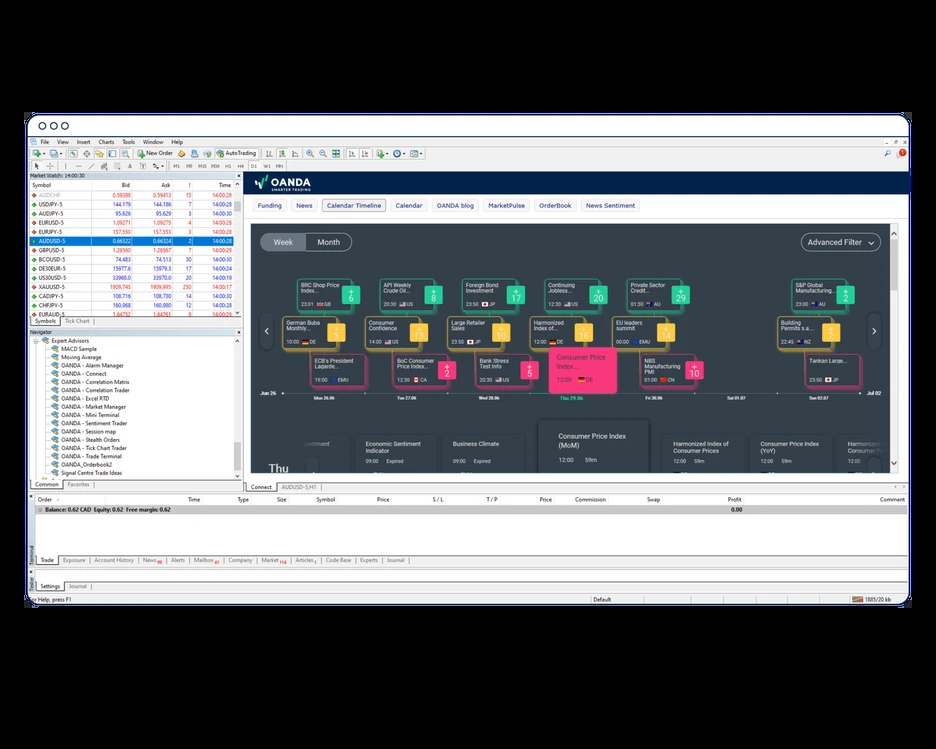 File View Insert Charts Tools Window Help
New Order AutoTrading
M1 M5 M15 M30 H1 H4 D1 W1 MN
Market Watch: 14:00:30
Symbol Bid Ask ! Time
AUDCHF 0.59398 0.59413 15 14:00:28
USDJPY-5 144.179 144.186 7 14:00:28
AUDJPY-5 95.626 95.629 3 14:00:28
EURUSD-5 1.09271 1.09275 4 14:00:28
EURJPY-5 157.550 157.553 3 14:00:28
AUDUSD-5 0.66322 0.66324 2 14:00:28
GBPUSD-5 1.26560 1.26567 7 14:00:29
BCOUSD-5 74.483 74.513 30 14:00:29
DE30EUR-5 15977.6 15979.3 17 14:00:24
US30USD-5 33968.0 33970.0 20 14:00:19
XAUUSD-5 1909.745 1909.995 250 14:00:17
CADJPY-5 108.716 108.730 14 14:00:30
CHFJPY-5 160.968 160.980 12 14:00:28
EURAUD-5 1.64752 1.64761 9 14:00:28
Symbols Tick Chart
Navigator
Expert Advisors
MACD Sample
Moving Average
OANDA - Alarm Manager
OANDA - Connect
OANDA - Correlation Matrix
OANDA - Correlation Trader
OANDA - Excel RTD
OANDA - Market Manager
OANDA - Mini Terminal
OANDA - Sentiment Trader
OANDA - Session map
OANDA - Stealth Orders
OANDA - Tick Chart Trader
OANDA - Trade Terminal
OANDA_Orderbook2
Signal Centre Trade Ideas
Common Favorites
OANDA
SMARTER TRADING
Funding News Calendar Timeline Calendar OANDA blog MarketPulse OrderBook News Sentiment
Week Month Advanced Filter
BRC Shop Price Index...
23:01 GB
+6
API Weekly Crude Oil...
20:30 US
+8
Foreign Bond Investment
23:50 JP
+17
Continuing Jobless...
12:30 US
+20
Private Sector Credit...
01:30 AU
+29
S&P Global Manufacturing...
23:00 AU
+2
German Buba Monthly...
10:00 DE
Consumer Confidence
14:00 US
Large Retailer Sales
23:50 JP
Harmonized Index of...
12:00 DE
EU leaders summit
00:00 EMU
Building Permits s.a....
22:45 NZ
ECB's President Lagarde...
19:00 EMU
BoC Consumer Price Index...
12:30 CA
+2
Bank Stress Test Info
20:30 US
+5
Consumer Price Index...
12:00 DE
NBS Manufacturing PMI
01:00 CN
+10
Tankan Large...
23:50 JP
Jun 26 Mon 26.06 Tue 27.06 Wed 28.06 Thu 29.06 Fri 30.06 Sat 01.07 Sun 02.07 Jul 02
Economic Sentiment Indicator
09:00 Expired
Business Climate
09:00 Expired
Consumer Price Index (MoM)
12:00 59m
Harmonized Index of Consumer Prices
12:00 59m
Consumer Price Index (YoY)
12:00 59m
Thu
Connect AUDUSD-5,H1
Order / Time Type Size Symbol Price S / L T / P Price Commission Swap Profit Comment
Balance: 0.62 CAD Equity: 0.62 Free margin: 0.62 0.00
Terminal
Trade Exposure Account History News Alerts Mailbox Company Market Articles Code Base Experts Journal
Tester
Settings Journal
For Help, press F1 Default 1885/20 kb